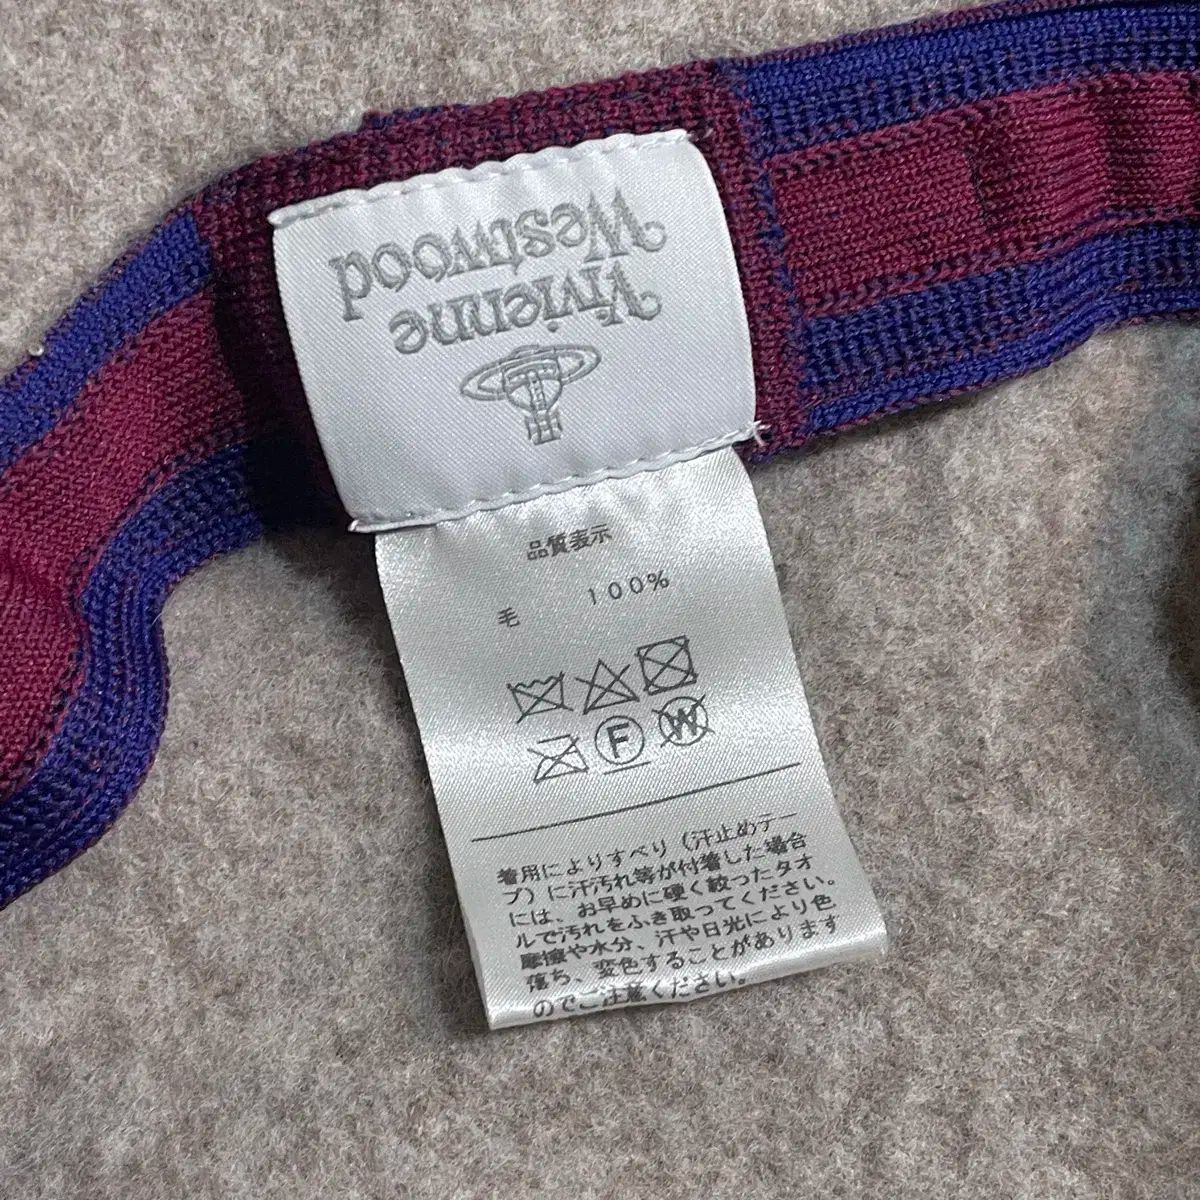 Vivienne
Westwood
品質表示
毛 100%
F
W
着用によりすべり（汗止めテー
プ）に汗汚れ等が付着した場合
には、お早めに硬く絞ったタオ
ルで汚れをふき取ってください。
摩擦や水分、汗や日光により色
落ち、変色することがあります
のでご注意ください。